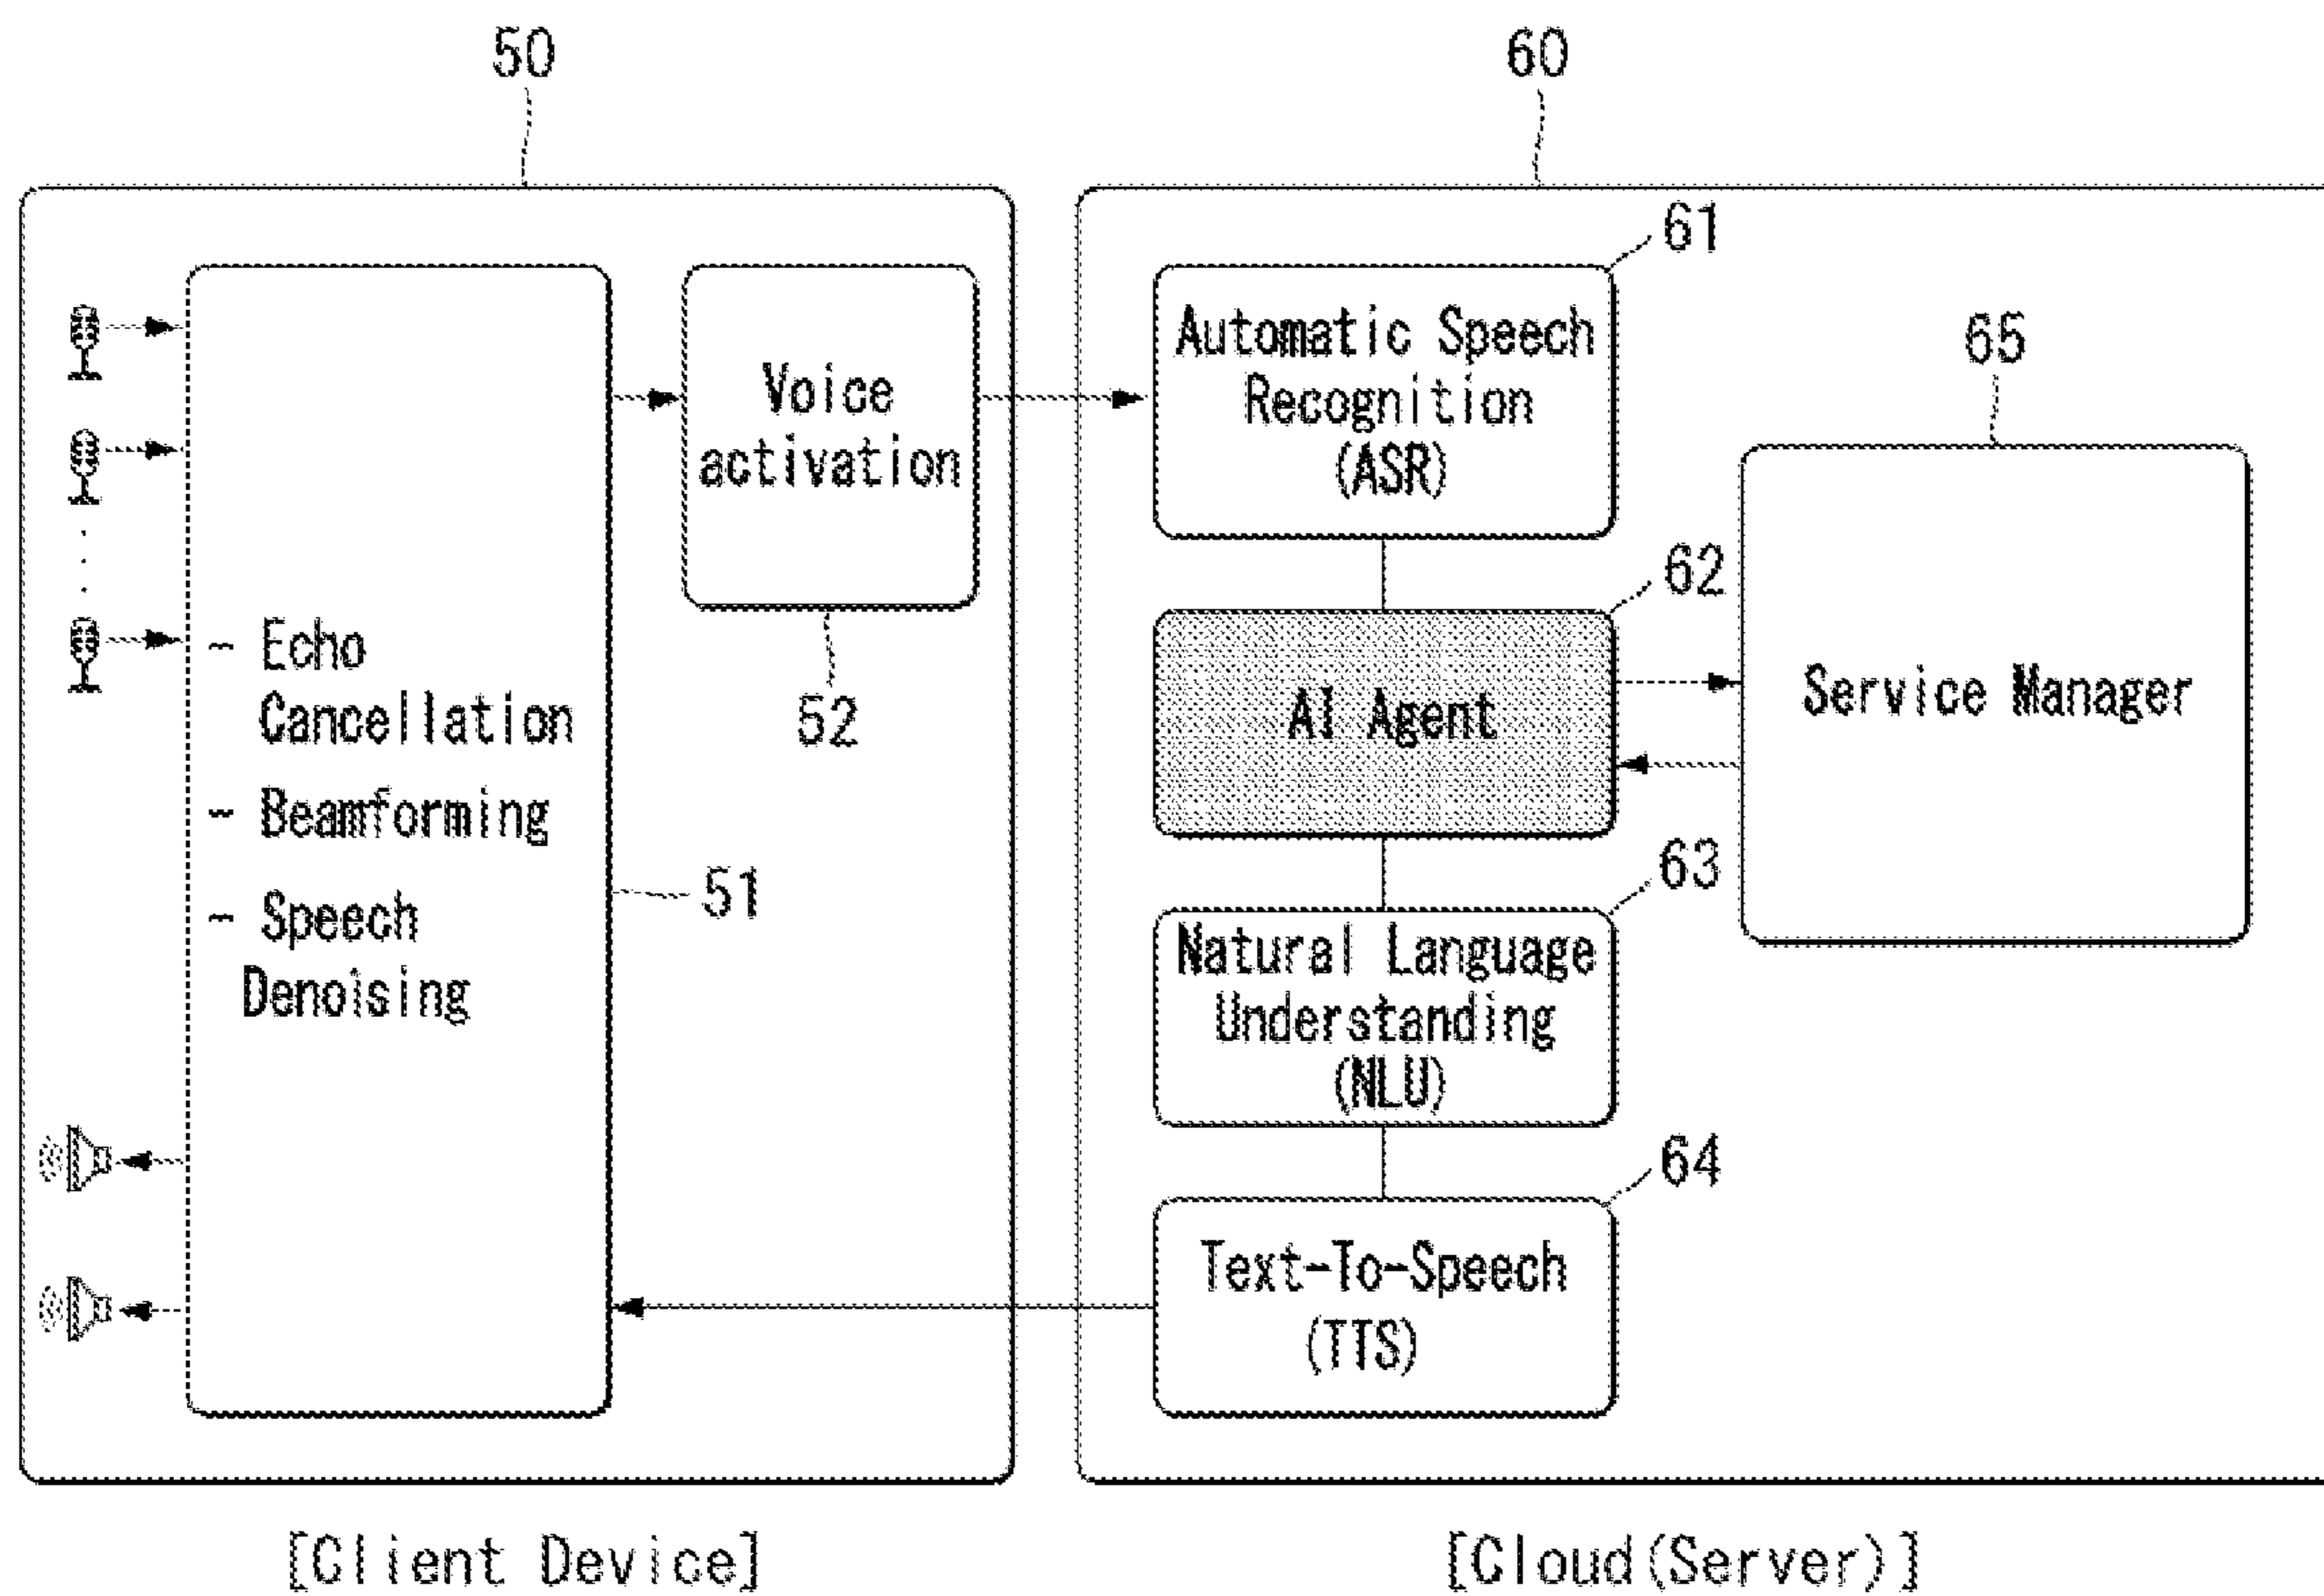 50
60
61
Automatic Speech
Recognition
(ASR)
Voice
activation
52
65
62
- Echo
Cancellation
- Beamforming
- Speech
Denoising
51
AI Agent
Service Manager
63
Natural Language
Understanding
(NLU)
64
Text-To-Speech
(TTS)
[Client Device]
[Cloud(Server)]